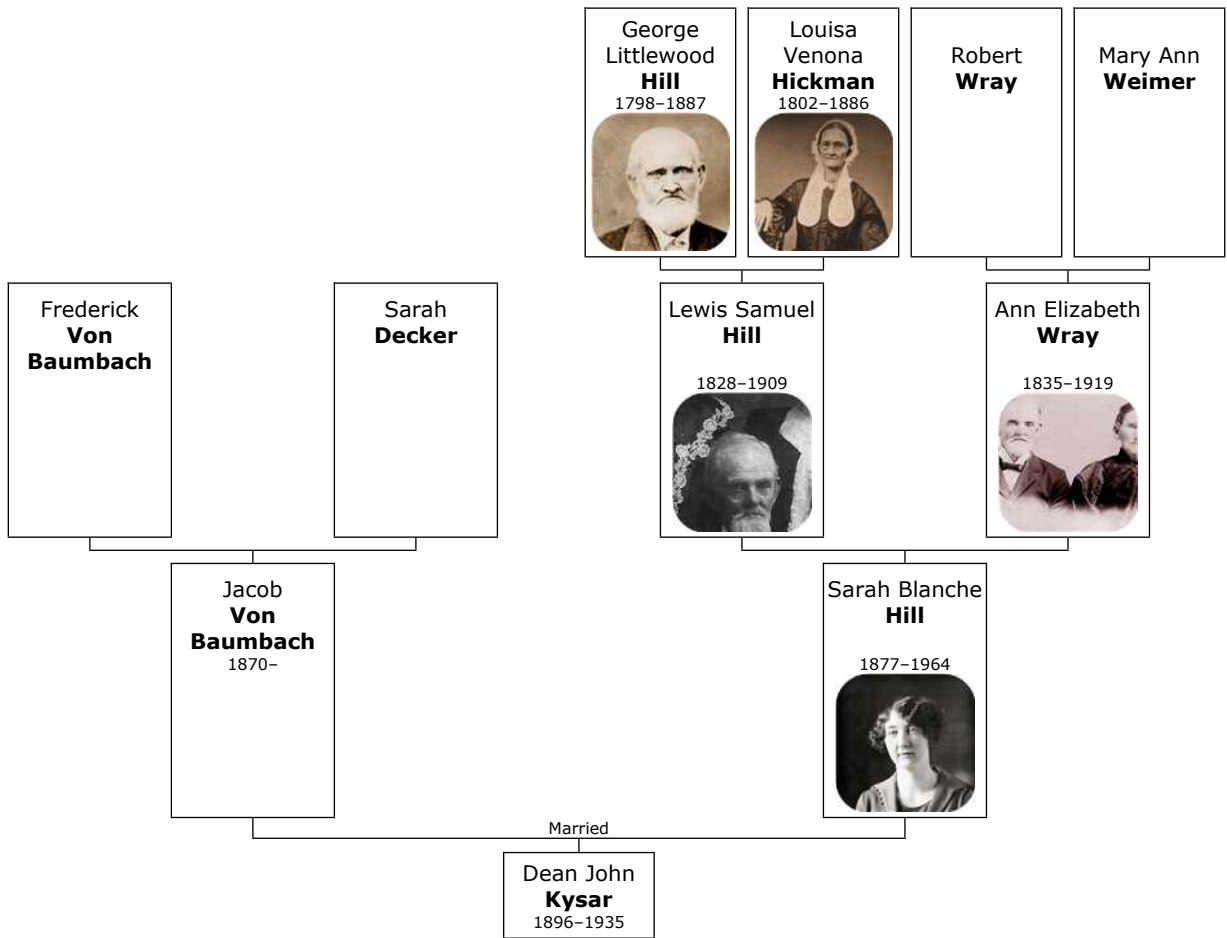 George
Littlewood
Hill
1798–1887
Louisa
Venona
Hickman
1802–1886
Robert
Wray
Mary Ann
Weimer
Frederick
Von
Baumbach
Sarah
Decker
Lewis Samuel
Hill
1828–1909
Ann Elizabeth
Wray
1835–1919
Jacob
Von
Baumbach
1870–
Sarah Blanche
Hill
1877–1964
Married
Dean John
Kysar
1896–1935